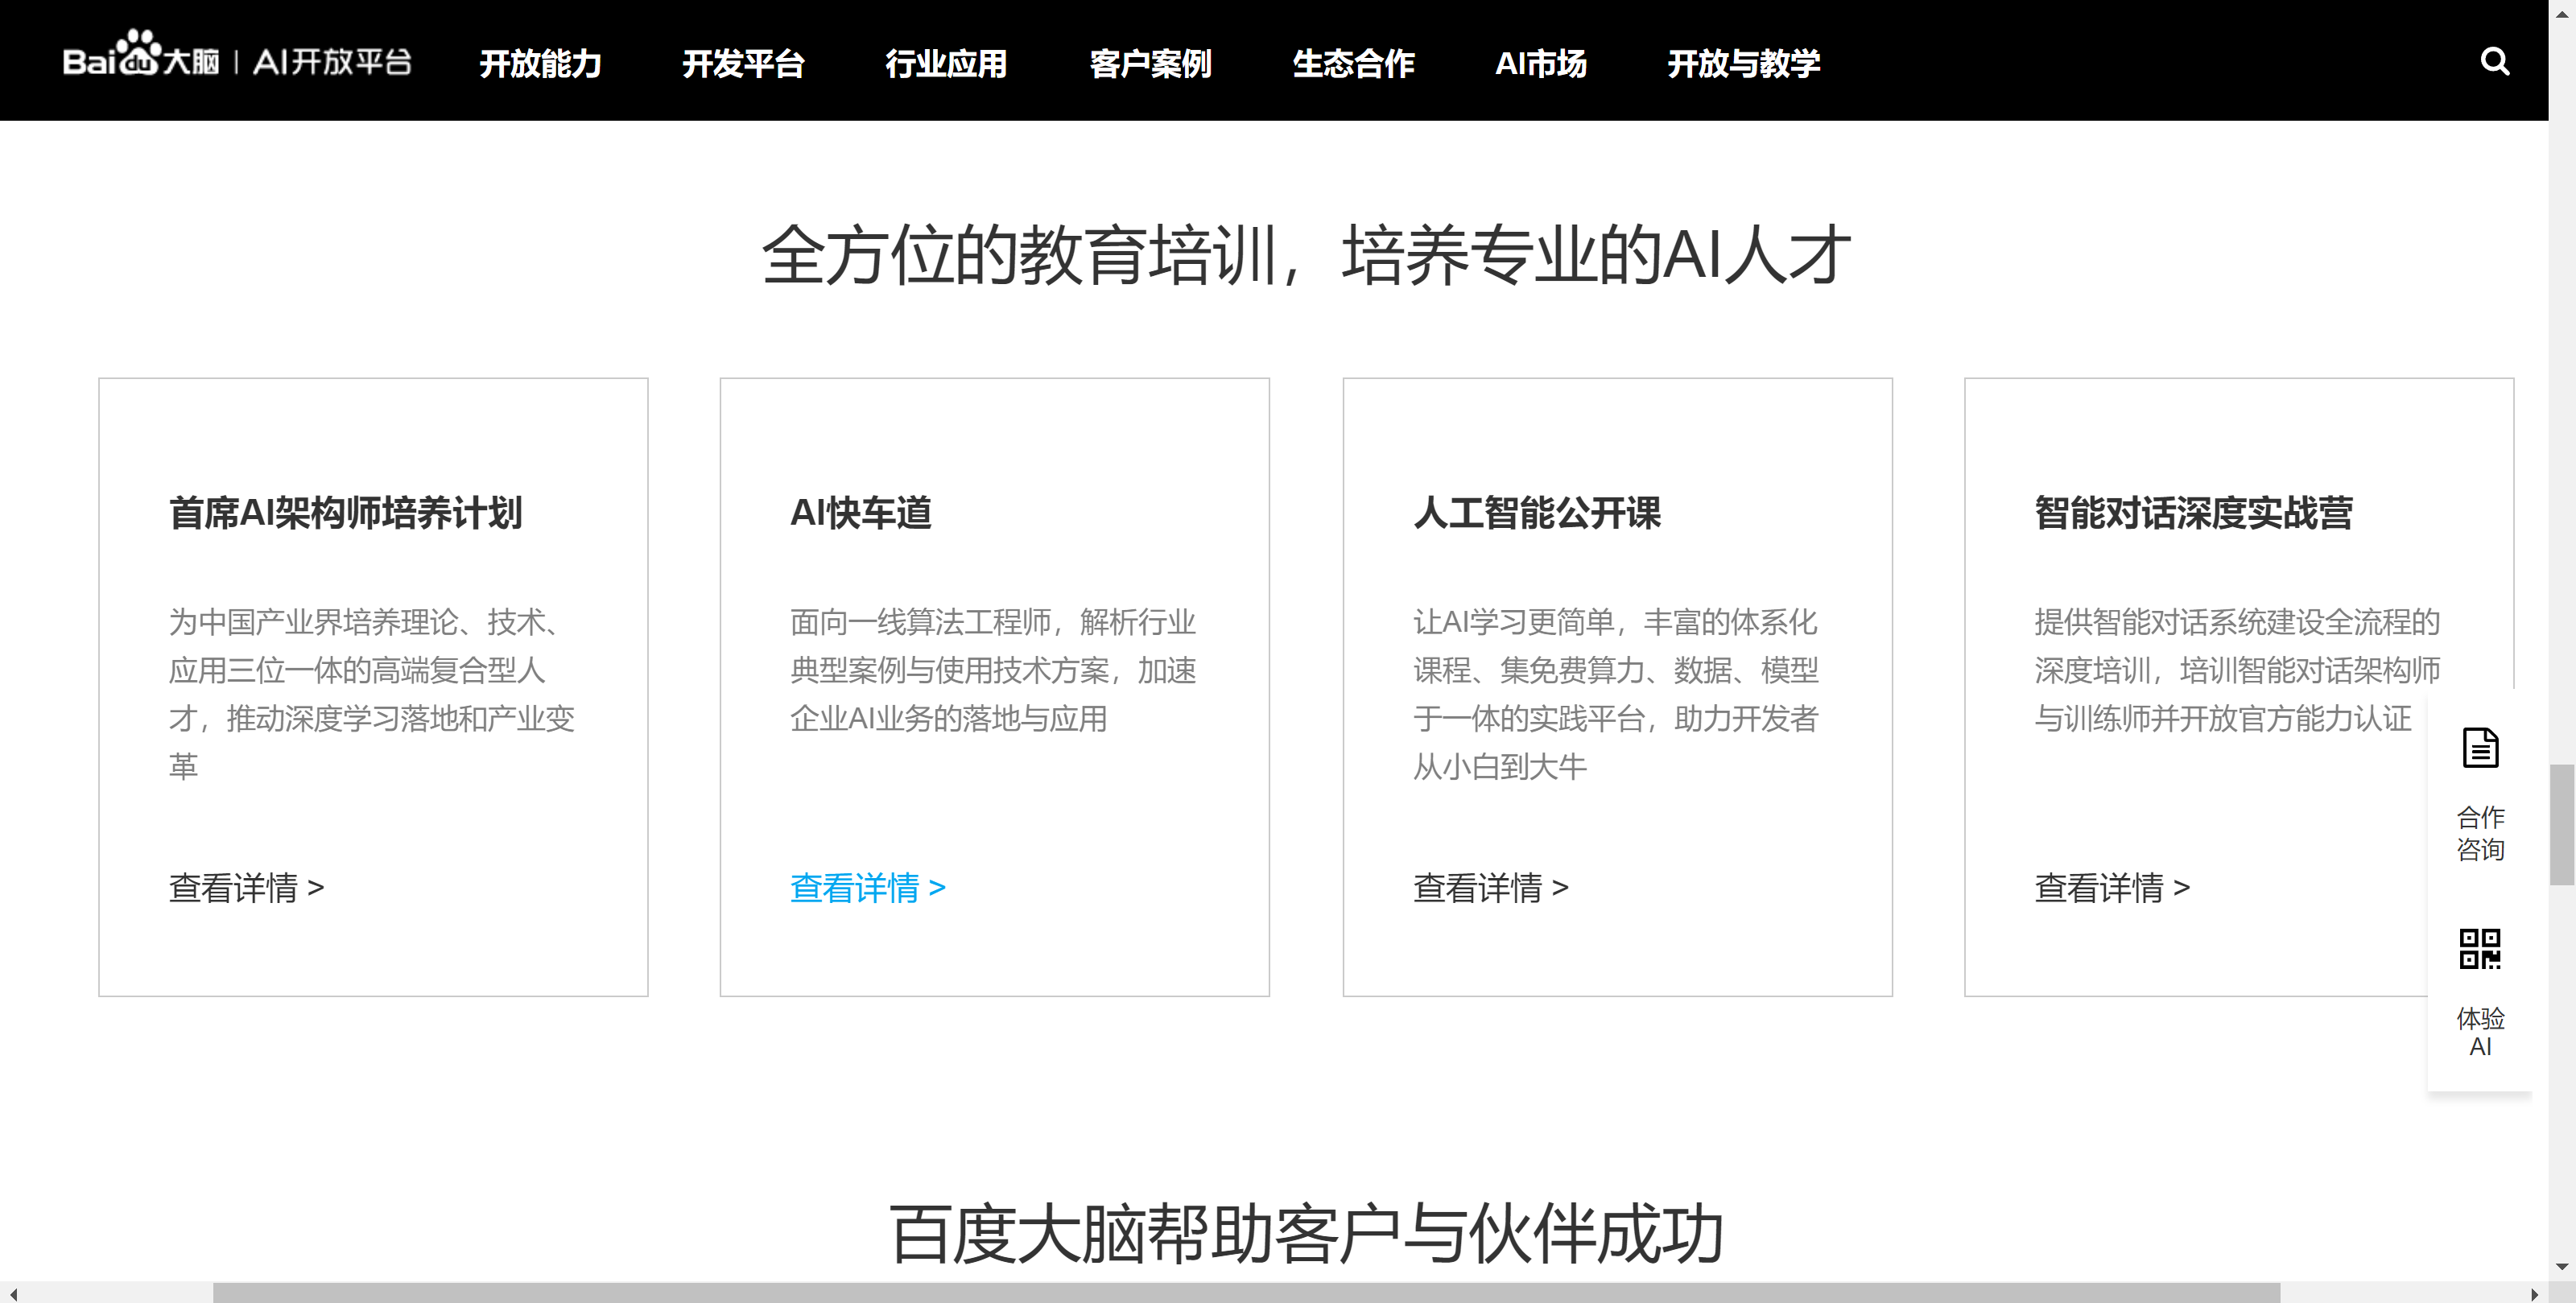 Baidu大脑 | AI开放平台 开放能力 开发平台 行业应用 客户案例 生态合作 AI市场 开放与教学
全方位的教育培训，培养专业的AI人才
首席AI架构师培养计划
为中国产业界培养理论、技术、
应用三位一体的高端复合型人
才，推动深度学习落地和产业变
革
查看详情 >
AI快车道
面向一线算法工程师，解析行业
典型案例与使用技术方案，加速
企业AI业务的落地与应用
查看详情 >
人工智能公开课
让AI学习更简单，丰富的体系化
课程、集免费算力、数据、模型
于一体的实践平台，助力开发者
从小白到大牛
查看详情 >
智能对话深度实战营
提供智能对话系统建设全流程的
深度培训，培训智能对话架构师
与训练师并开放官方能力认证
查看详情 >
合作
咨询
体验
AI
百度大脑帮助客户与伙伴成功